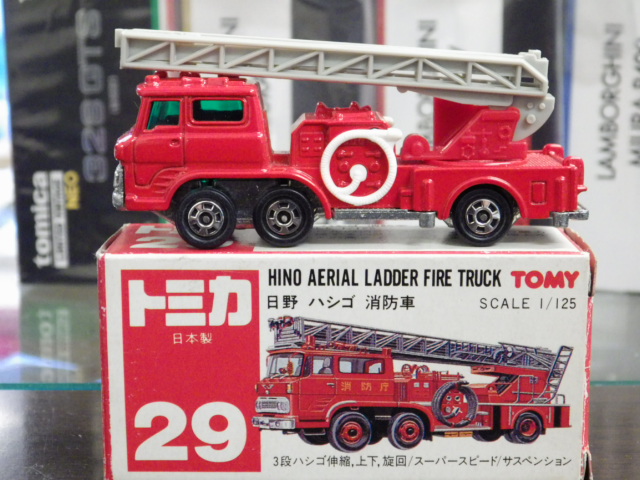 328 GTS
tomica
NEO
LAMBORGHINI
LAMBORGHINI
HINO AERIAL LADDER FIRE TRUCK TOMY
トミカ
日野 ハシゴ 消防車 SCALE 1/125
日本製
消防庁
29
3段ハシゴ伸縮,上下,旋回/スーパースピード/サスペンション